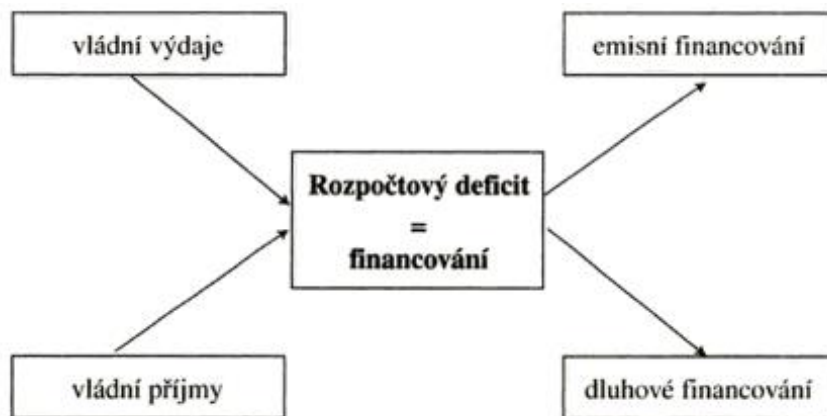 vládní výdaje
emisní financování
Rozpočtový deficit
=
financování
vládní příjmy
dluhové financování